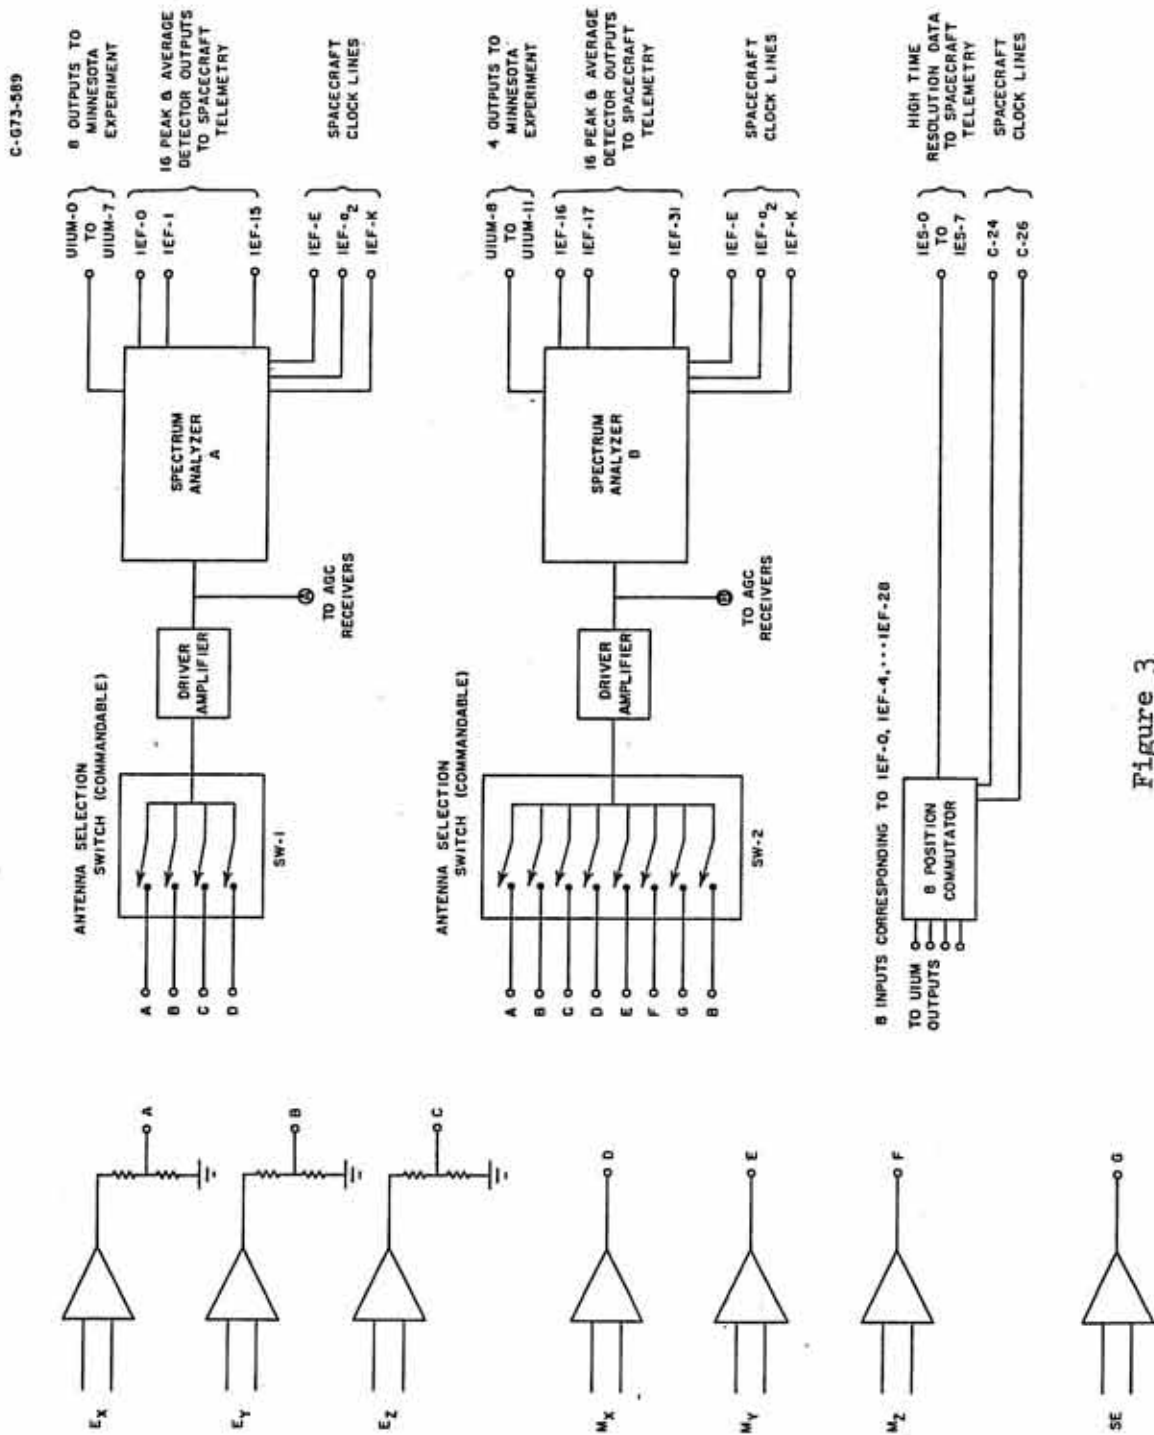 C-G73-589
8 OUTPUTS TO
MINNESOTA
EXPERIMENT
16 PEAK & AVERAGE
DETECTOR OUTPUTS
TO SPACECRAFT
TELEMETRY
SPACECRAFT
CLOCK LINES
4 OUTPUTS TO
MINNESOTA
EXPERIMENT
16 PEAK & AVERAGE
DETECTOR OUTPUTS
TO SPACECRAFT
TELEMETRY
SPACECRAFT
CLOCK LINES
HIGH TIME
RESOLUTION DATA
TO SPACECRAFT
TELEMETRY
SPACECRAFT
CLOCK LINES
UIUM-0
TO
UIUM-7
IEF-0
IEF-1
IEF-15
IEF-E
IEF-α2
IEF-K
UIUM-8
TO
UIUM-11
IEF-16
IEF-17
IEF-31
IEF-E
IEF-α2
IEF-K
IES-0
TO
IES-7
C-24
C-26
SPECTRUM
ANALYZER
A
SPECTRUM
ANALYZER
B
TO AGC
RECEIVERS
TO AGC
RECEIVERS
DRIVER
AMPLIFIER
DRIVER
AMPLIFIER
ANTENNA SELECTION
SWITCH (COMMANDABLE)
SW-1
A
B
C
D
ANTENNA SELECTION
SWITCH (COMMANDABLE)
SW-2
A
B
C
D
E
F
G
B
8 INPUTS CORRESPONDING TO IEF-0, IEF-4,···IEF-28
TO UIUM
OUTPUTS
8 POSITION
COMMUTATOR
A
B
C
D
E
F
G
EX
EY
EZ
MX
MY
MZ
SE
Figure 3